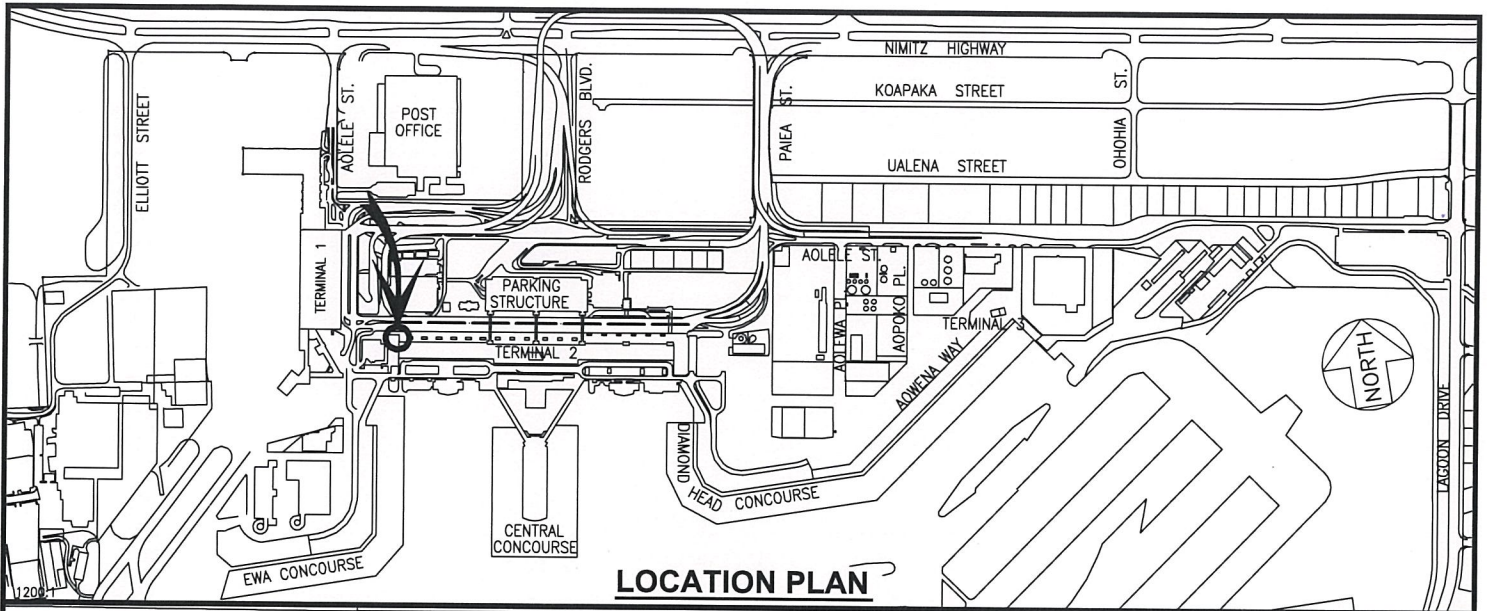 NIMITZ HIGHWAY
KOAPAKA STREET
UALENA STREET
ELLIOTT STREET
AOLELE ST.
POST
OFFICE
RODGERS BLVD.
PAIEA ST.
OHOHIA ST.
TERMINAL 1
PARKING
STRUCTURE
TERMINAL 2
AOLELE ST.
AOLEWA PL.
AOPOKO PL.
TERMINAL 3
AOWENA WAY
NORTH
LAGOON DRIVE
DIAMOND
HEAD CONCOURSE
CENTRAL
CONCOURSE
EWA CONCOURSE
LOCATION PLAN